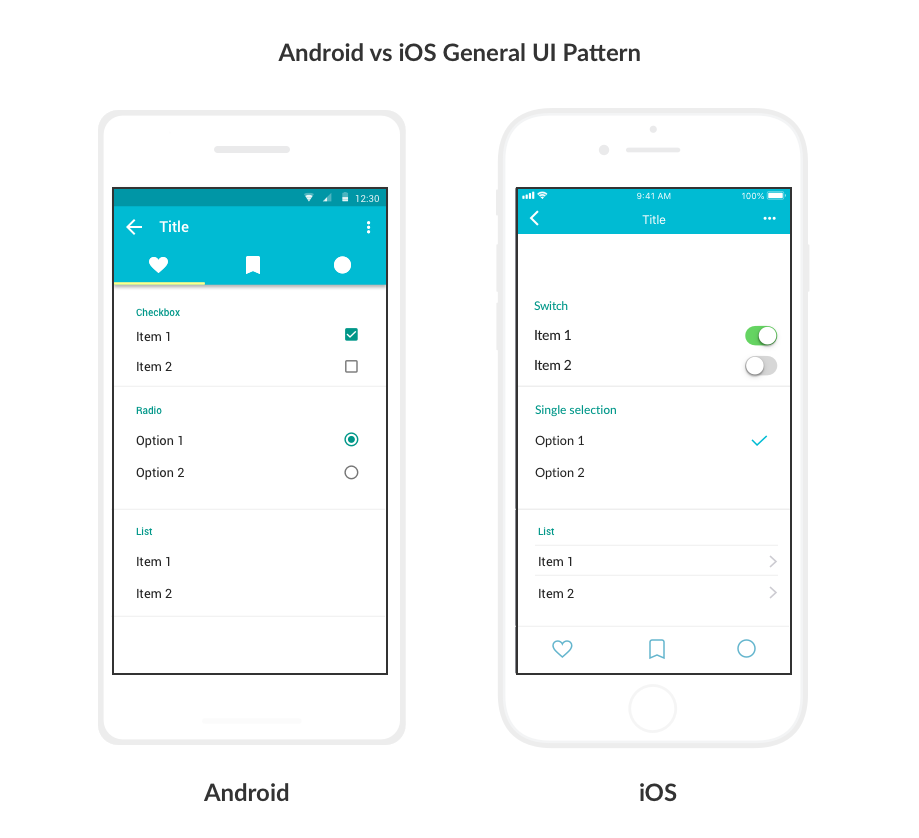 Android vs iOS General UI Pattern
12:30
Title
Checkbox
Item 1
Item 2
Radio
Option 1
Option 2
List
Item 1
Item 2
Android
9:41 AM
100%
Title
Switch
Item 1
Item 2
Single selection
Option 1
Option 2
List
Item 1
Item 2
iOS